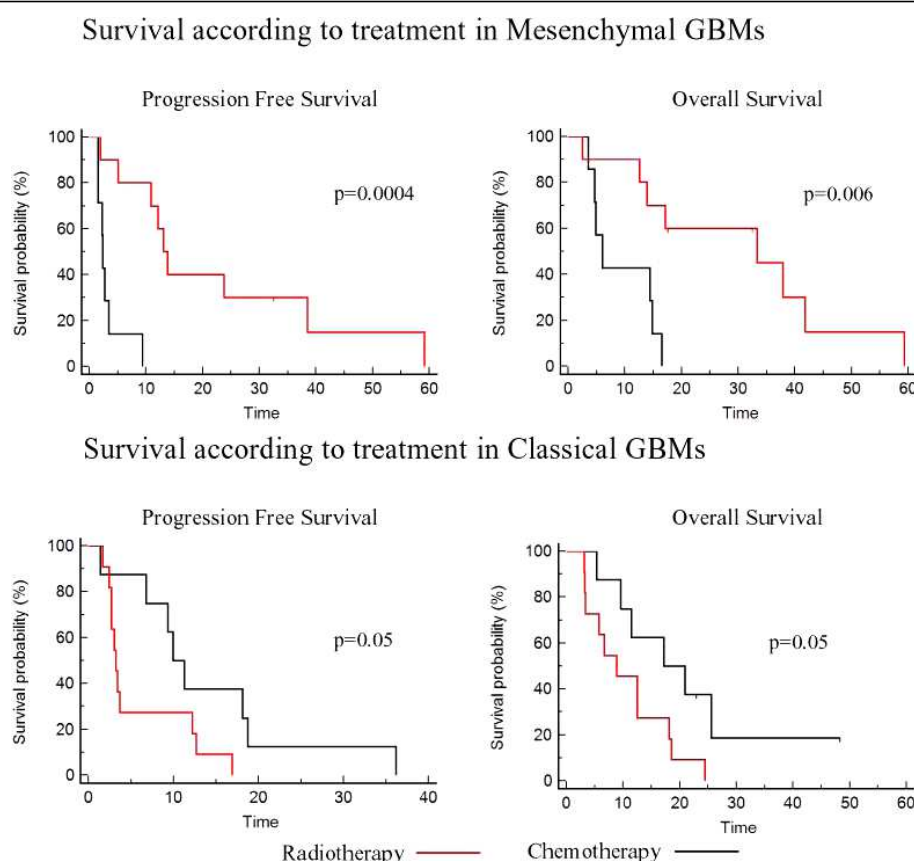 Survival according to treatment in Mesenchymal GBMs
Progression Free Survival
Survival probability (%)
100
80
60
40
20
0
p=0.0004
0 10 20 30 40 50 60
Time
Overall Survival
Survival probability (%)
100
80
60
40
20
0
p=0.006
0 10 20 30 40 50 60
Time
Survival according to treatment in Classical GBMs
Progression Free Survival
Survival probability (%)
100
80
60
40
20
0
p=0.05
0 10 20 30 40
Time
Overall Survival
Survival probability (%)
100
80
60
40
20
0
p=0.05
0 10 20 30 40 50 60
Time
Radiotherapy Chemotherapy